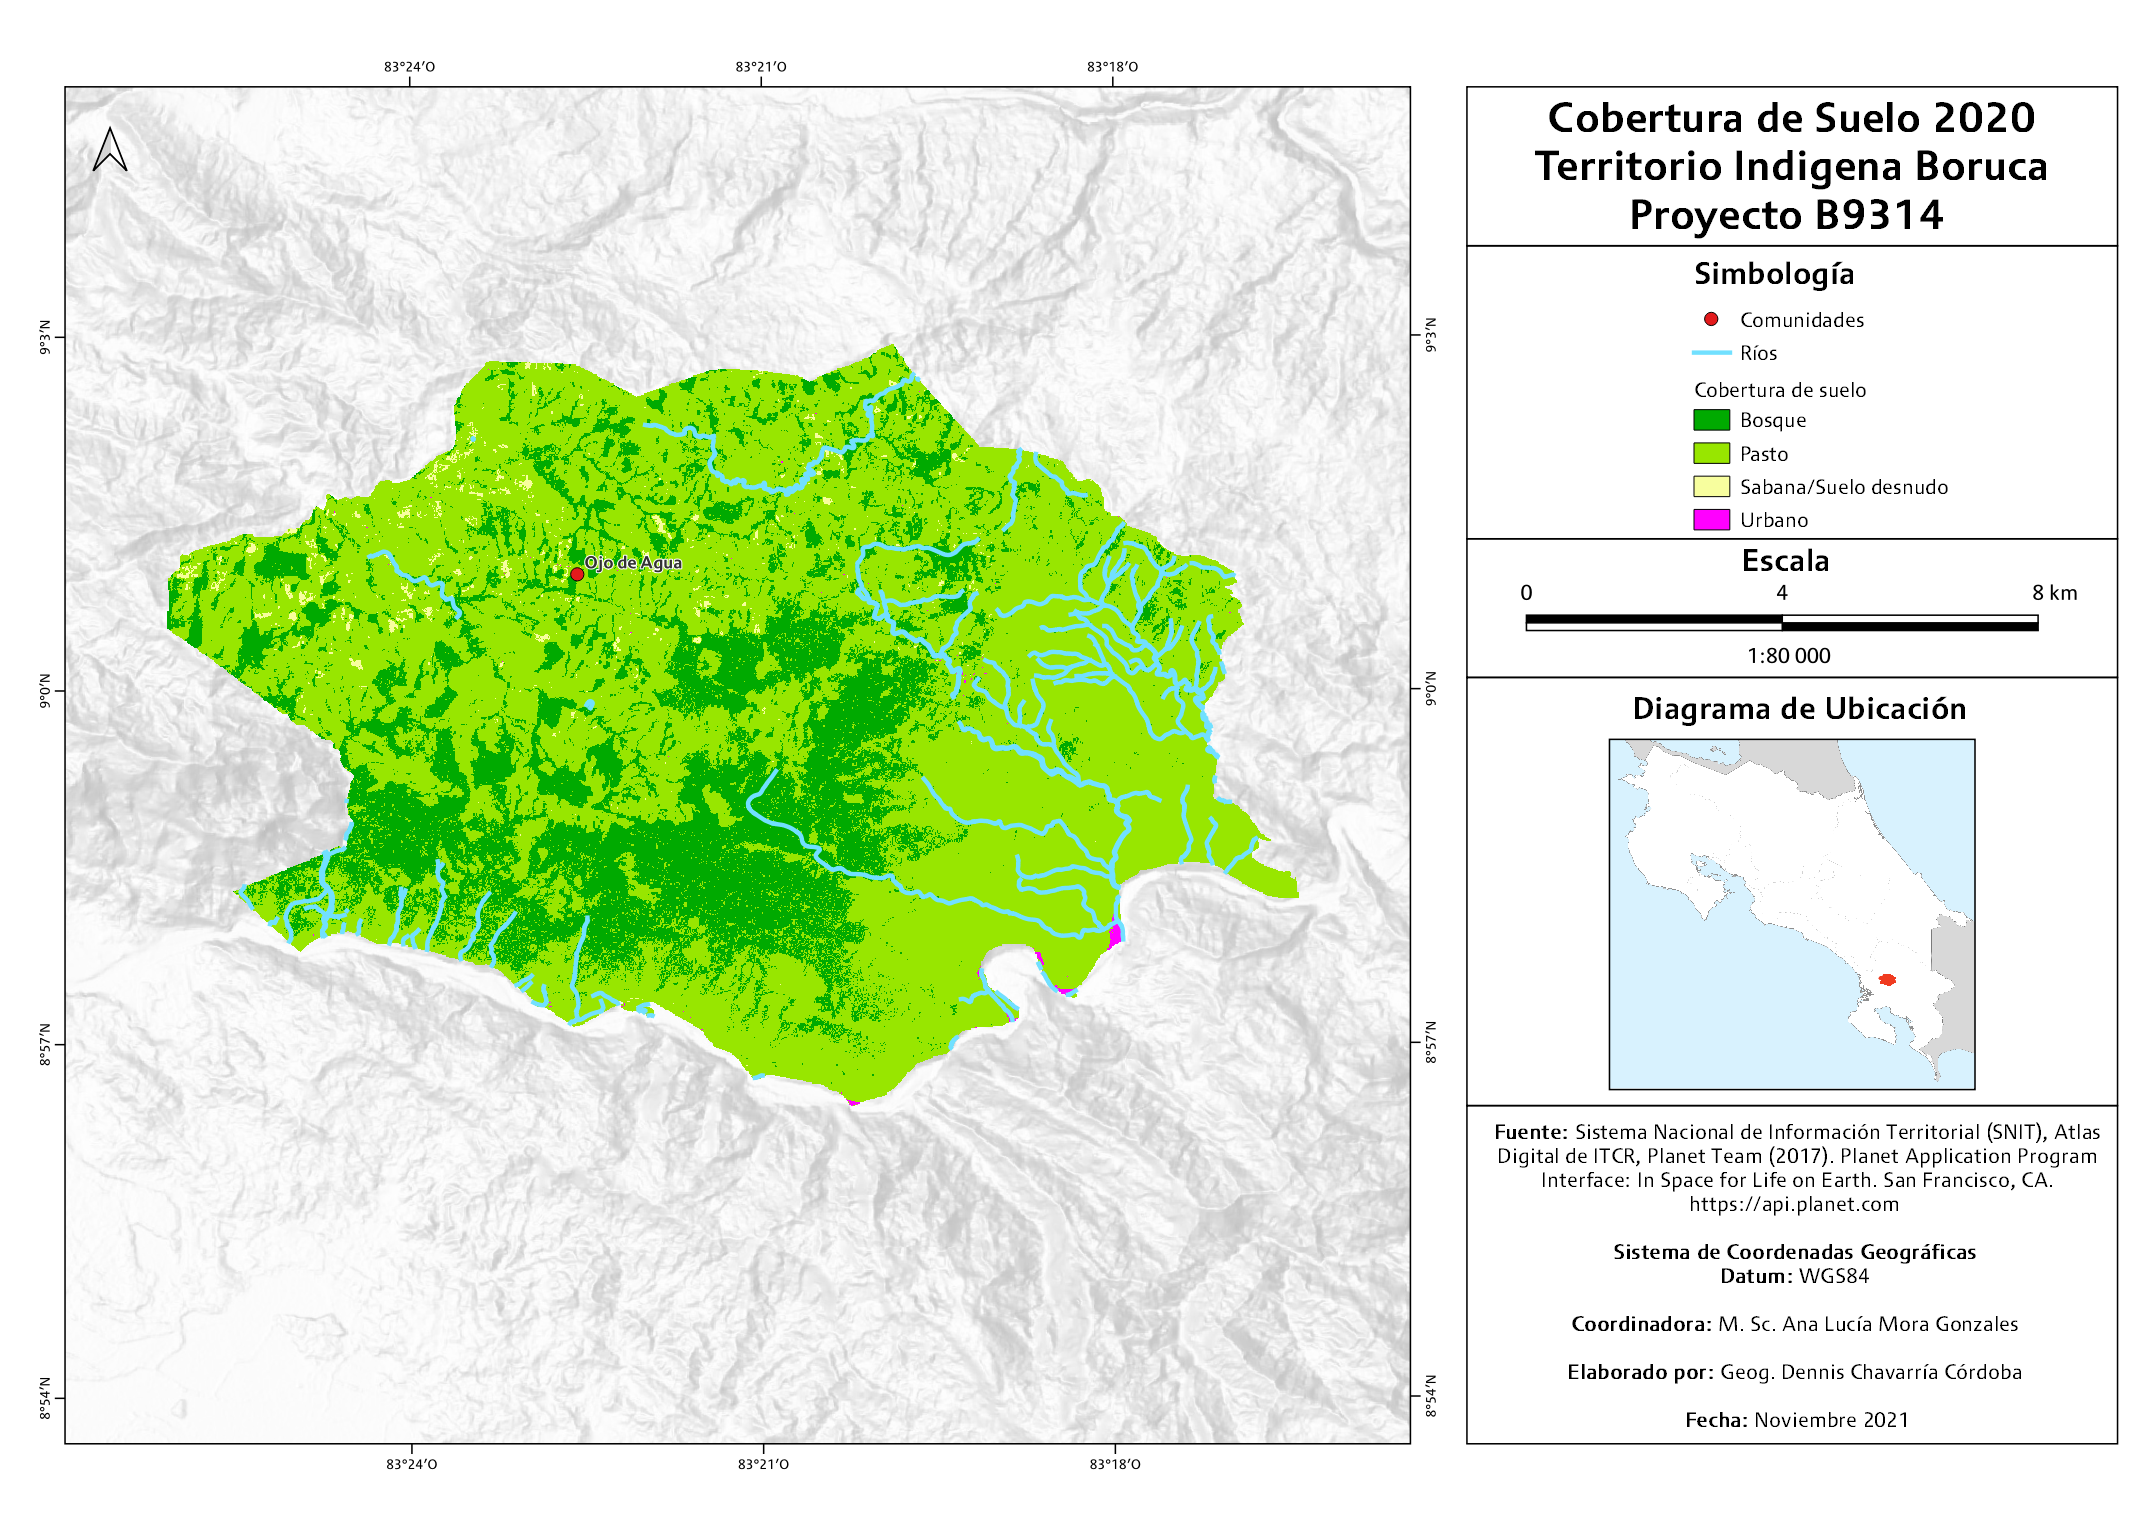 83°24'O
83°21'O
83°18'O
9°3'N
9°3'N
Ojo de Agua
9°0'N
9°0'N
8°57'N
8°57'N
8°54'N
8°54'N
83°24'O
83°21'O
83°18'O
Cobertura de Suelo 2020
Territorio Indigena Boruca
Proyecto B9314
Simbología
Comunidades
Ríos
Cobertura de suelo
Bosque
Pasto
Sabana/Suelo desnudo
Urbano
Escala
0 4 8 km
1:80 000
Diagrama de Ubicación
Fuente: Sistema Nacional de Información Territorial (SNIT), Atlas
Digital de ITCR, Planet Team (2017). Planet Application Program
Interface: In Space for Life on Earth. San Francisco, CA.
https://api.planet.com
Sistema de Coordenadas Geográficas
Datum: WGS84
Coordinadora: M. Sc. Ana Lucía Mora Gonzales
Elaborado por: Geog. Dennis Chavarría Córdoba
Fecha: Noviembre 2021